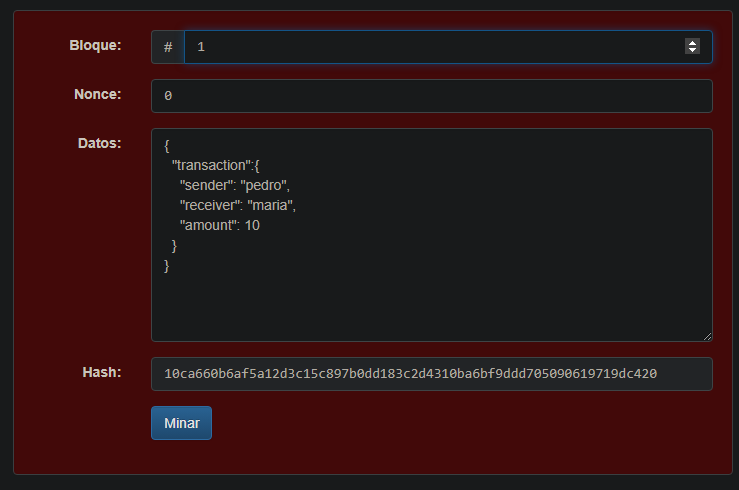 Bloque: # 1
Nonce: 0
Datos: {
"transaction":{
"sender": "pedro",
"receiver": "maria",
"amount": 10
}
}
Hash: 10ca660b6af5a12d3c15c897b0dd183c2d4310ba6bf9ddd705090619719dc420
Minar